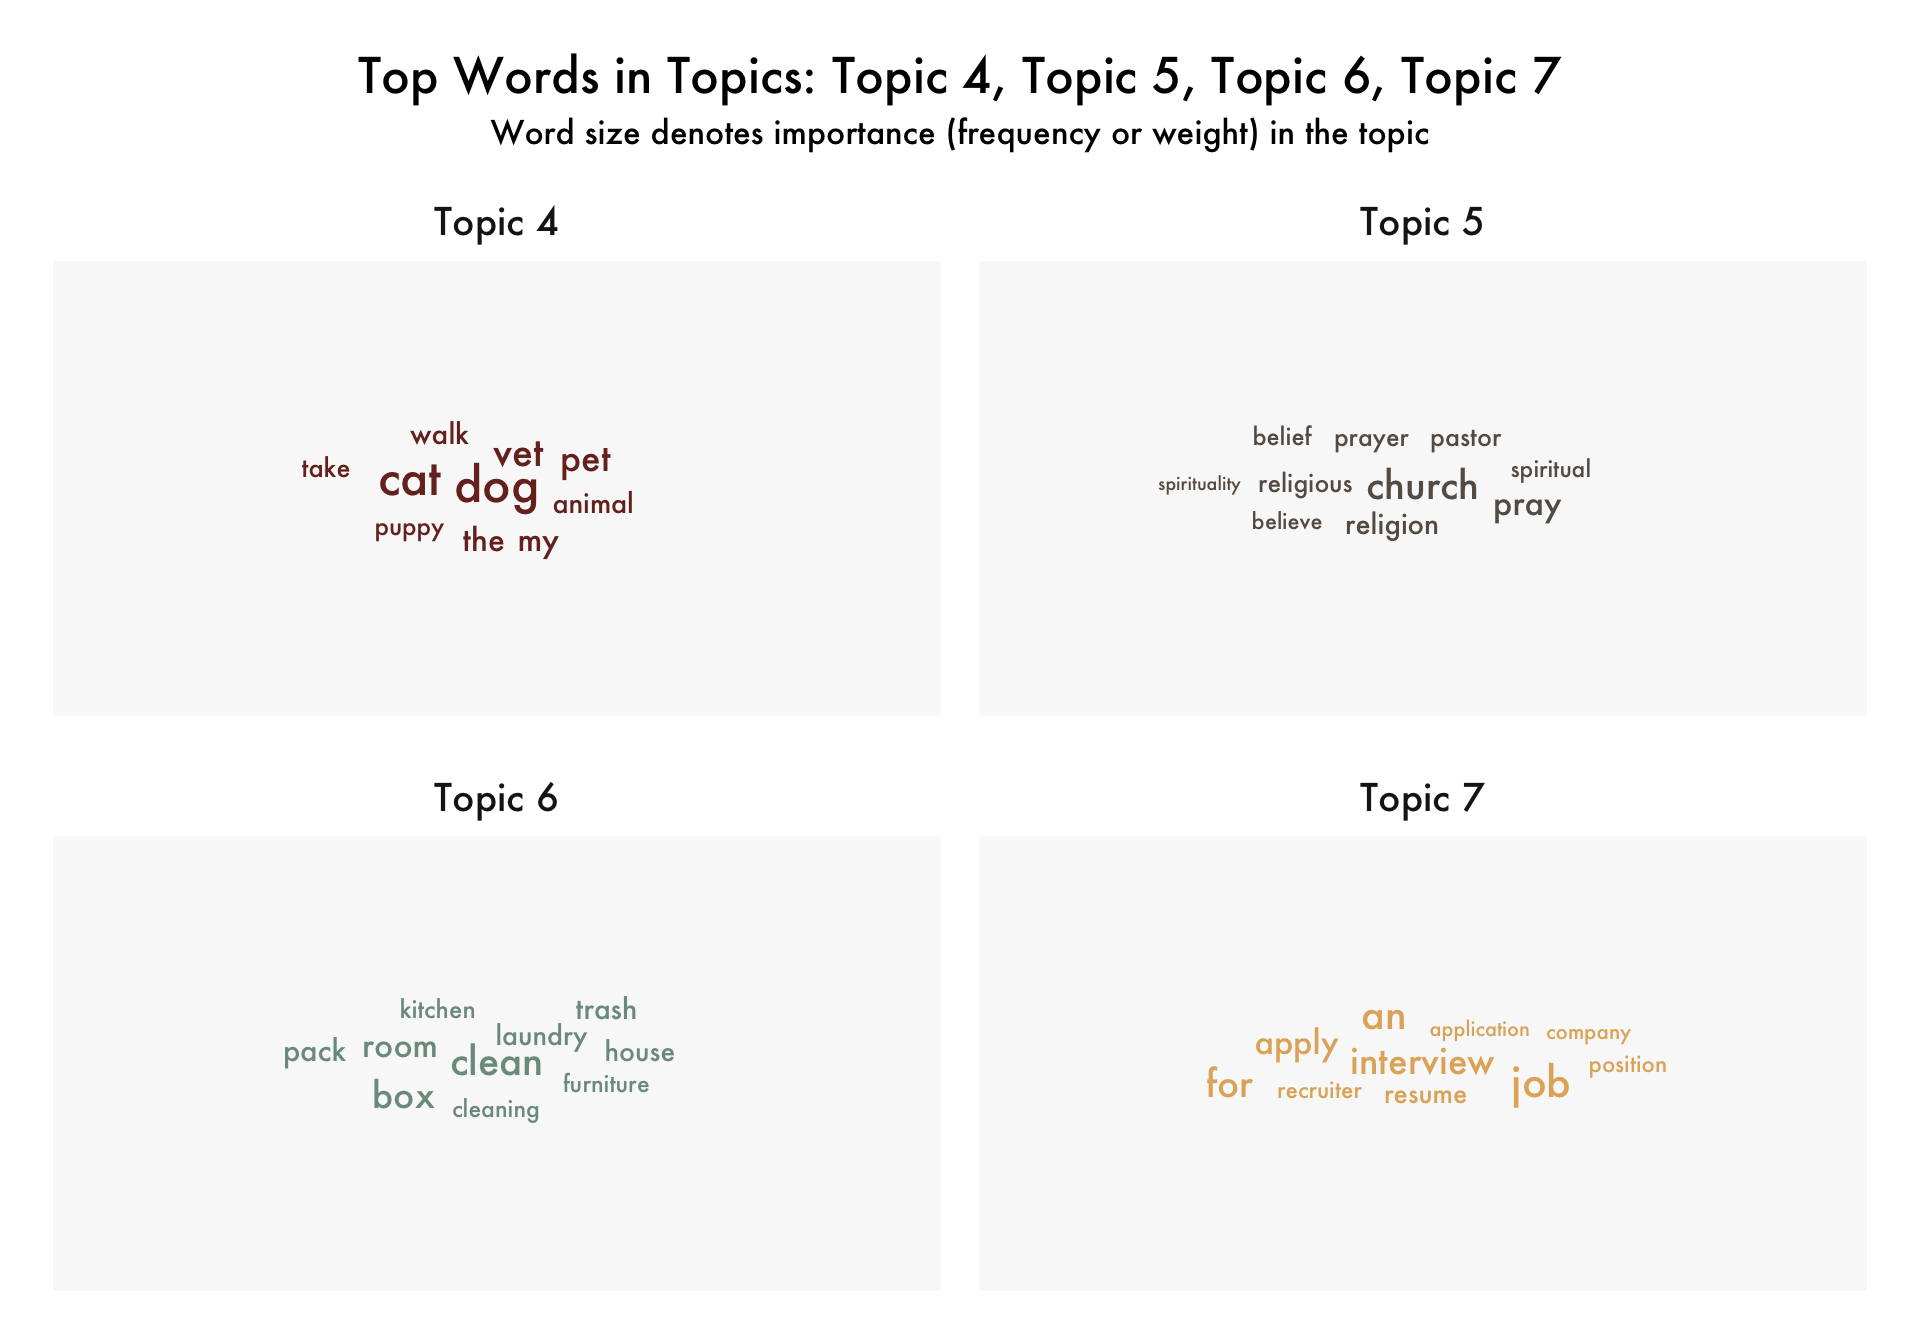 Top Words in Topics: Topic 4, Topic 5, Topic 6, Topic 7
Word size denotes importance (frequency or weight) in the topic
Topic 4
walk
vet pet
take
cat dog
animal
puppy
the my
Topic 5
belief prayer pastor
spiritual
spirituality religious church
pray
believe religion
Topic 6
kitchen trash
laundry
pack room clean house
furniture
box cleaning
Topic 7
an application company
apply
interview position
for recruiter resume job